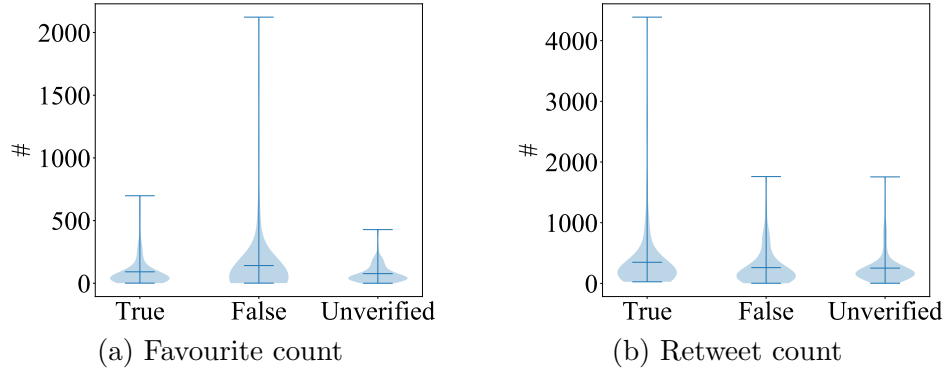 2000
1500
1000
500
0
#
True
False
Unverified
(a) Favourite count
4000
3000
2000
1000
0
#
True
False
Unverified
(b) Retweet count